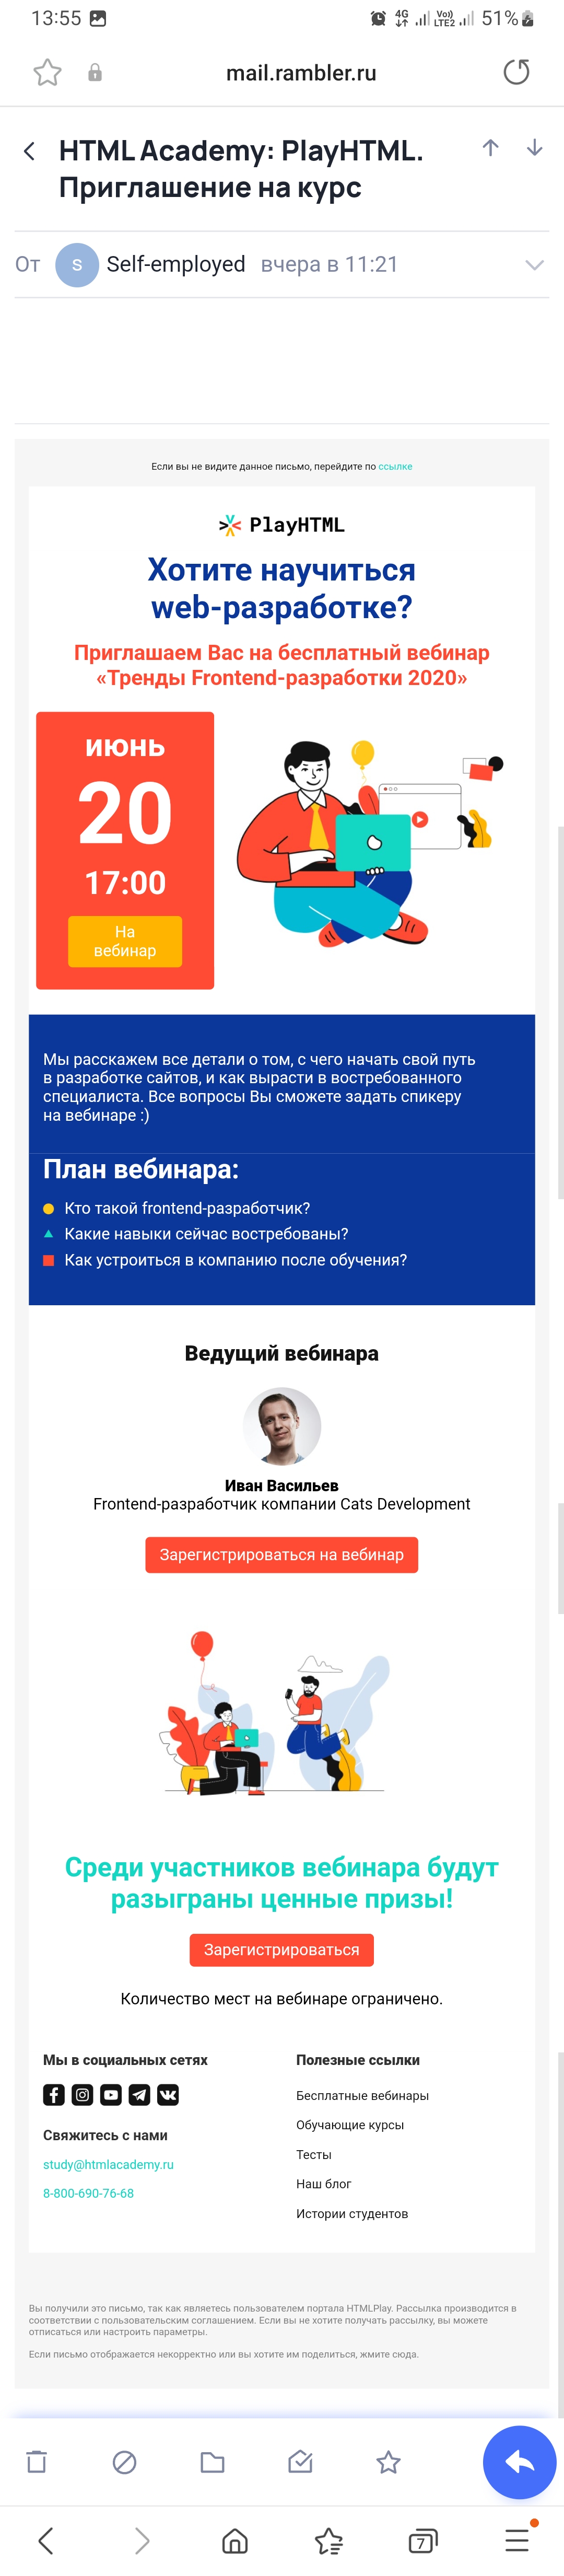 13:55
4G
Vo))
LTE2
51%
mail.rambler.ru
HTML Academy: PlayHTML.
Приглашение на курс
От S Self-employed вчера в 11:21
Если вы не видите данное письмо, перейдите по ссылке
PlayHTML
Хотите научиться
web-разработке?
Приглашаем Вас на бесплатный вебинар
«Тренды Frontend-разработки 2020»
июнь
20
17:00
На
вебинар
Мы расскажем все детали о том, с чего начать свой путь
в разработке сайтов, и как вырасти в востребованного
специалиста. Все вопросы Вы сможете задать спикеру
на вебинаре :)
План вебинара:
Кто такой frontend-разработчик?
Какие навыки сейчас востребованы?
Как устроиться в компанию после обучения?
Ведущий вебинара
Иван Васильев
Frontend-разработчик компании Cats Development
Зарегистрироваться на вебинар
Среди участников вебинара будут
разыграны ценные призы!
Зарегистрироваться
Количество мест на вебинаре ограничено.
Мы в социальных сетях
Свяжитесь с нами
study@htmlacademy.ru
8-800-690-76-68
Полезные ссылки
Бесплатные вебинары
Обучающие курсы
Тесты
Наш блог
Истории студентов
Вы получили это письмо, так как являетесь пользователем портала HTMLPlay. Рассылка производится в
соответствии с пользовательским соглашением. Если вы не хотите получать рассылку, вы можете
отписаться или настроить параметры.
Если письмо отображается некорректно или вы хотите им поделиться, жмите сюда.
7